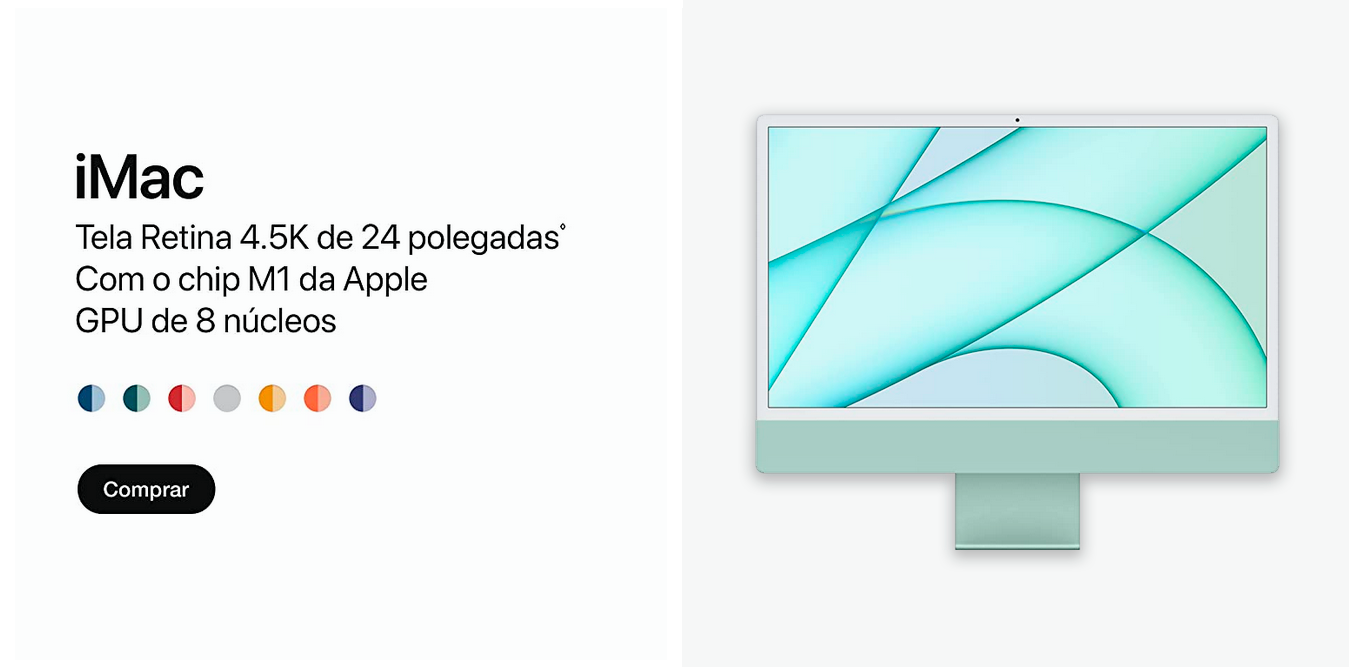 iMac
Tela Retina 4.5K de 24 polegadas◊
Com o chip M1 da Apple
GPU de 8 núcleos
Comprar